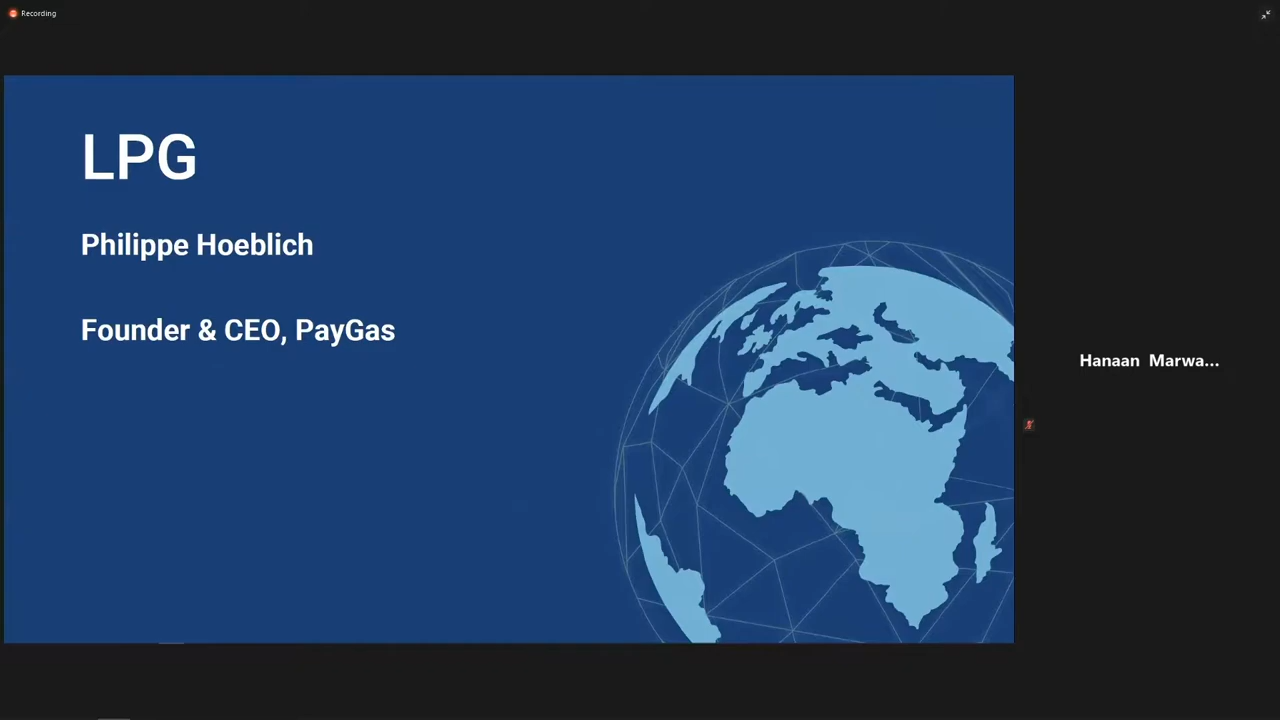 Recording
LPG
Philippe Hoeblich
Founder & CEO, PayGas
Hanaan Marwa...